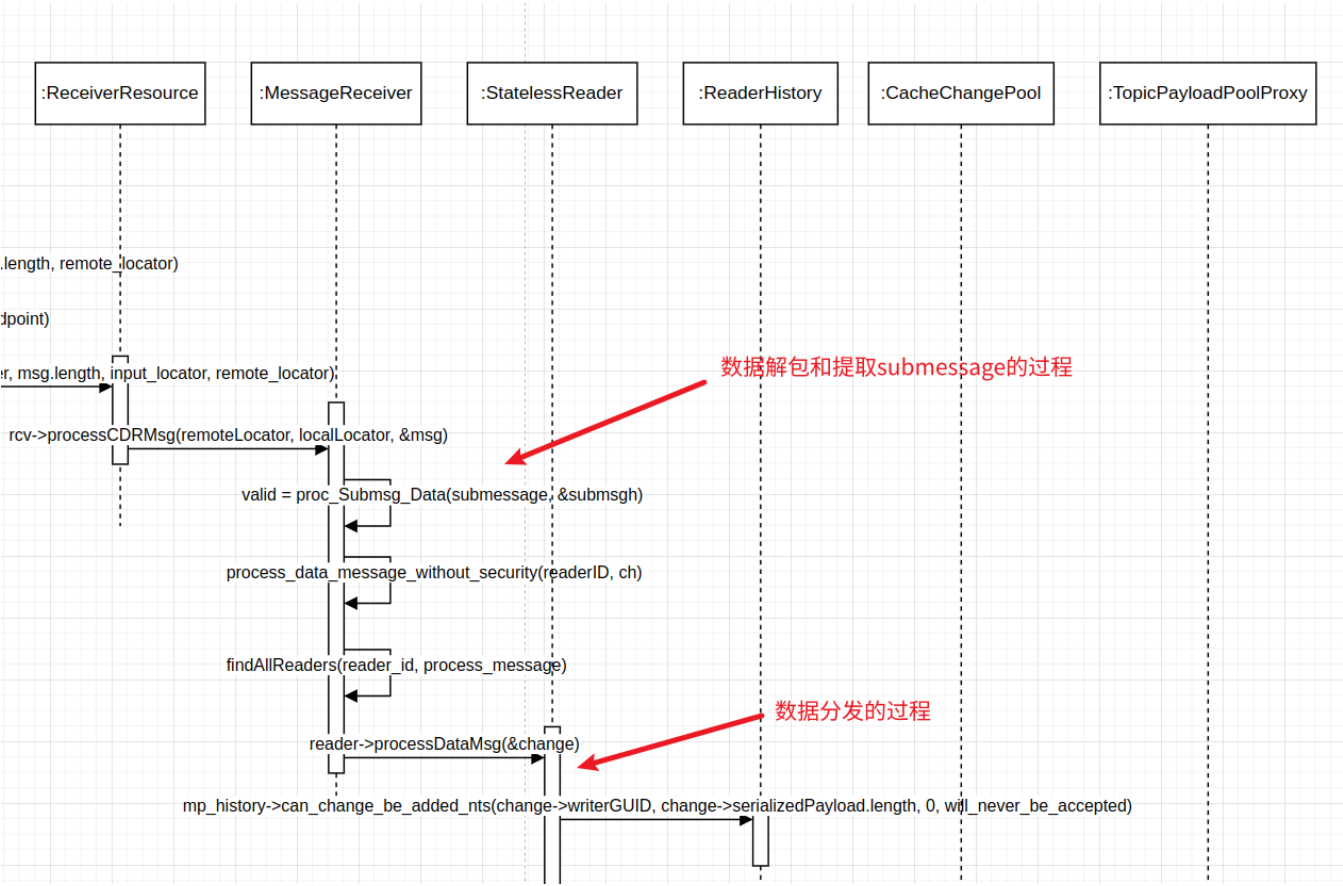 :ReceiverResource
:MessageReceiver
:StatelessReader
:ReaderHistory
:CacheChangePool
:TopicPayloadPoolProxy
.length, remote_locator)
dpoint)
数据解包和提取submessage的过程
er, msg.length, input_locator, remote_locator)
rcv->processCDRMsg(remoteLocator, localLocator, &msg)
valid = proc_Submsg_Data(submessage, &submsgh)
process_data_message_without_security(readerID, ch)
findAllReaders(reader_id, process_message)
数据分发的过程
reader->processDataMsg(&change)
mp_history->can_change_be_added_nts(change->writerGUID, change->serializedPayload.length, 0, will_never_be_accepted)